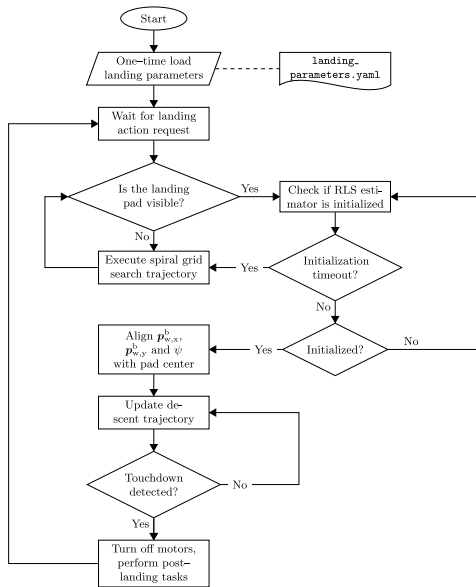 Start
One–time load
landing parameters
landing_
parameters.yaml
Wait for landing
action request
Is the landing
pad visible?
Yes
Check if RLS esti–
mator is initialized
No
Execute spiral grid
search trajectory
Yes
Initialization
timeout?
No
Align p^b_{w,x},
p^b_{w,y} and ψ
with pad center
Yes
Initialized?
No
Update de–
scent trajectory
Touchdown
detected?
No
Yes
Turn off motors,
perform post–
landing tasks